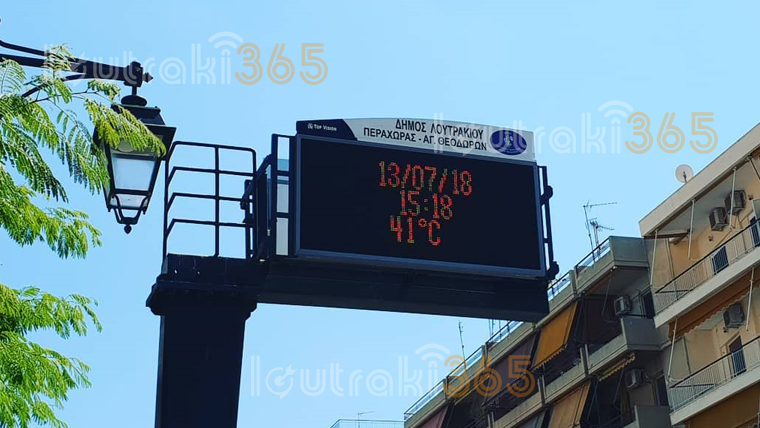 loutraki365
TOP Vision
ΔΗΜΟΣ ΛΟΥΤΡΑΚΙΟΥ
ΠΕΡΑΧΩΡΑΣ - ΑΓ. ΘΕΟΔΩΡΩΝ
loutraki365
13/07/18
15:18
41°C
loutraki365